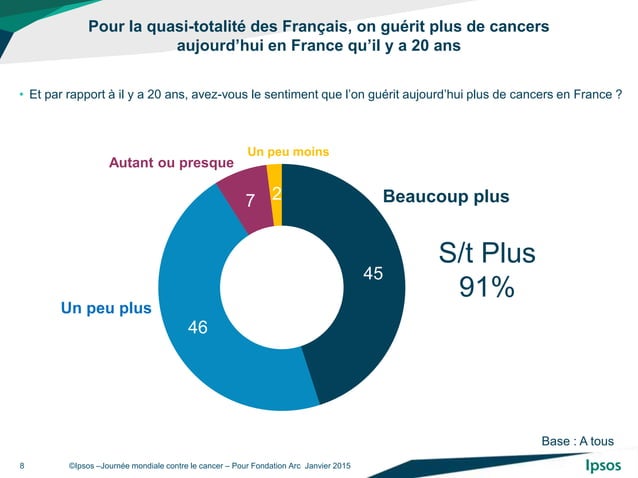 Pour la quasi-totalité des Français, on guérit plus de cancers
aujourd’hui en France qu’il y a 20 ans
• Et par rapport à il y a 20 ans, avez-vous le sentiment que l’on guérit aujourd’hui plus de cancers en France ?
Un peu moins
Autant ou presque
7
2
Beaucoup plus
S/t Plus
91%
45
Un peu plus
46
Base : A tous
8 ©Ipsos –Journée mondiale contre le cancer – Pour Fondation Arc Janvier 2015
Ipsos